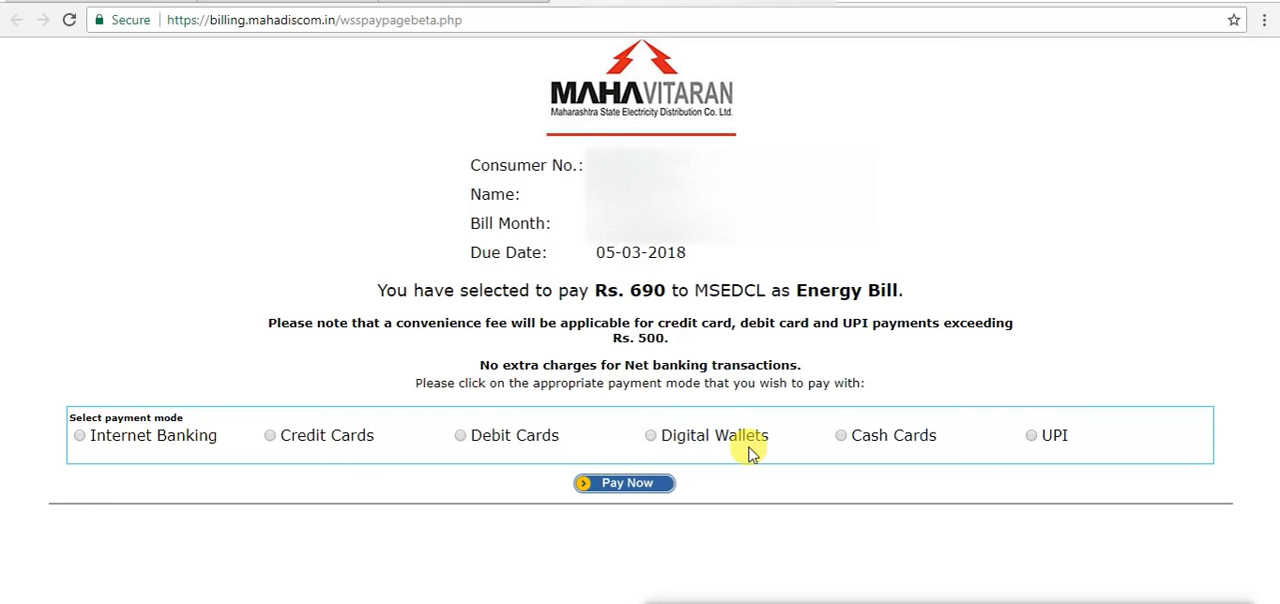 Secure https://billing.mahadiscom.in/wsspaypagebeta.php
MAHAVITARAN
Maharashtra State Electricity Distribution Co. Ltd.
Consumer No.:
Name:
Bill Month:
Due Date: 05-03-2018
You have selected to pay Rs. 690 to MSEDCL as Energy Bill.
Please note that a convenience fee will be applicable for credit card, debit card and UPI payments exceeding
Rs. 500.
No extra charges for Net banking transactions.
Please click on the appropriate payment mode that you wish to pay with:
Select payment mode
Internet Banking Credit Cards Debit Cards Digital Wallets Cash Cards UPI
Pay Now